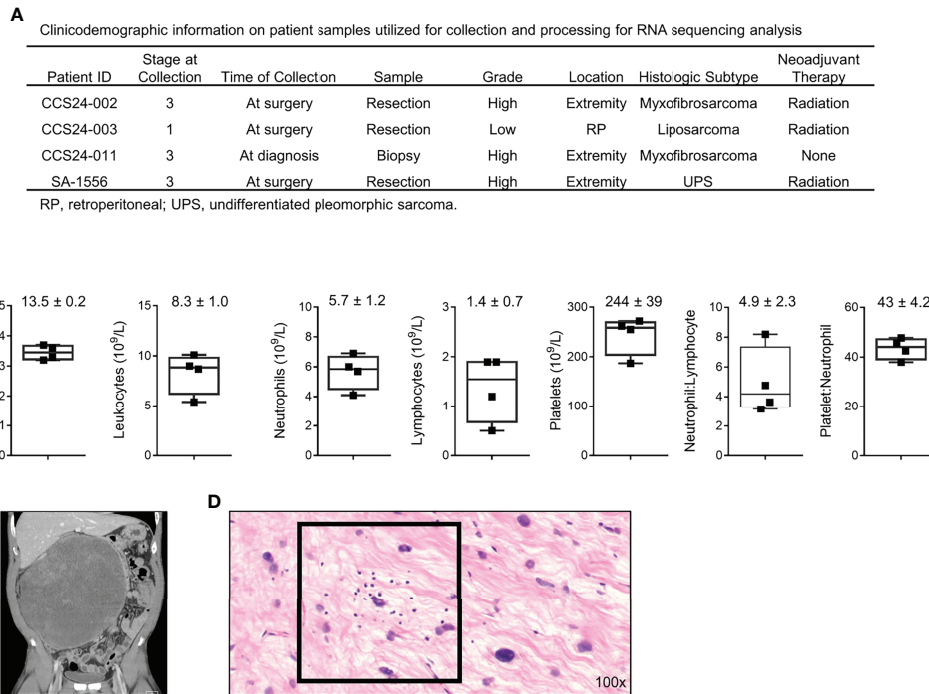 A
Clinicodemographic information on patient samples utilized for collection and processing for RNA sequencing analysis
Patient ID Stage at Collection Time of Collection Sample Grade Location Histologic Subtype Neoadjuvant Therapy
CCS24-002 3 At surgery Resection High Extremity Myxofibrosarcoma Radiation
CCS24-003 1 At surgery Resection Low RP Liposarcoma Radiation
CCS24-011 3 At diagnosis Biopsy High Extremity Myxofibrosarcoma None
SA-1556 3 At surgery Resection High Extremity UPS Radiation
RP, retroperitoneal; UPS, undifferentiated pleomorphic sarcoma.
13.5 ± 0.2
5
4
3
2
1
0
8.3 ± 1.0
Leukocytes (10⁹/L)
15
10
5
0
5.7 ± 1.2
Neutrophils (10⁹/L)
10
8
6
4
2
0
1.4 ± 0.7
Lymphocytes (10⁹/L)
3
2
1
0
244 ± 39
Platelets (10⁹/L)
300
200
100
0
4.9 ± 2.3
Neutrophil:Lymphocyte
10
8
6
4
2
0
43 ± 4.2
Platelet:Neutrophil
60
40
20
0
D
100x